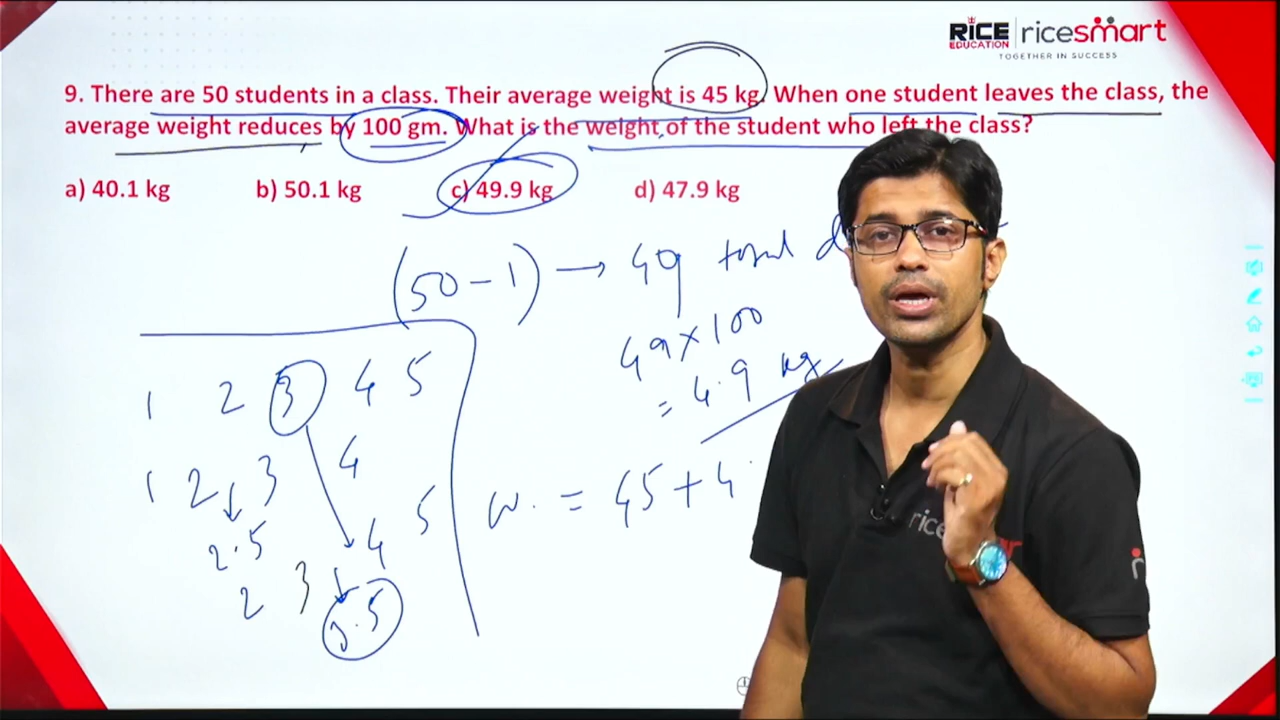 RICE EDUCATION ricesmart
TOGETHER IN SUCCESS
9. There are 50 students in a class. Their average weight is 45 kg. When one student leaves the class, the
average weight reduces by 100 gm. What is the weight of the student who left the class?
a) 40.1 kg b) 50.1 kg c) 49.9 kg d) 47.9 kg
(50-1) → 49 total
49×100
= 4.9 kg
1 2 3 4 5
1 2 3 4
2.5
2 3 4 5
3.5
w. = 45+4.
rice